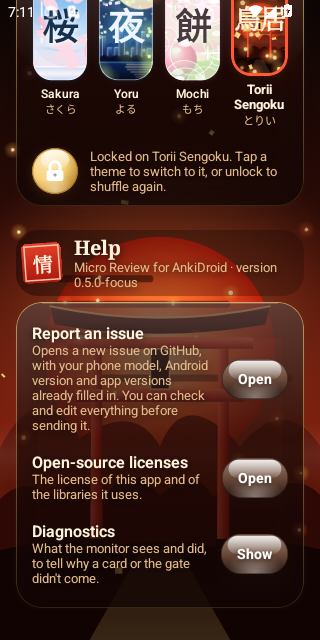 7:11
桜
夜
餅
鳥居
Sakura
Yoru
Mochi
Torii
Sengoku
さくら
よる
もち
とりい
Locked on Torii Sengoku. Tap a
theme to switch to it, or unlock to
shuffle again.
情
Help
Micro Review for AnkiDroid · version
0.5.0-focus
Report an issue
Opens a new issue on GitHub,
with your phone model, Android
version and app versions
already filled in. You can check
and edit everything before
sending it.
Open
Open-source licenses
The license of this app and of
the libraries it uses.
Open
Diagnostics
What the monitor sees and did,
to tell why a card or the gate
didn't come.
Show